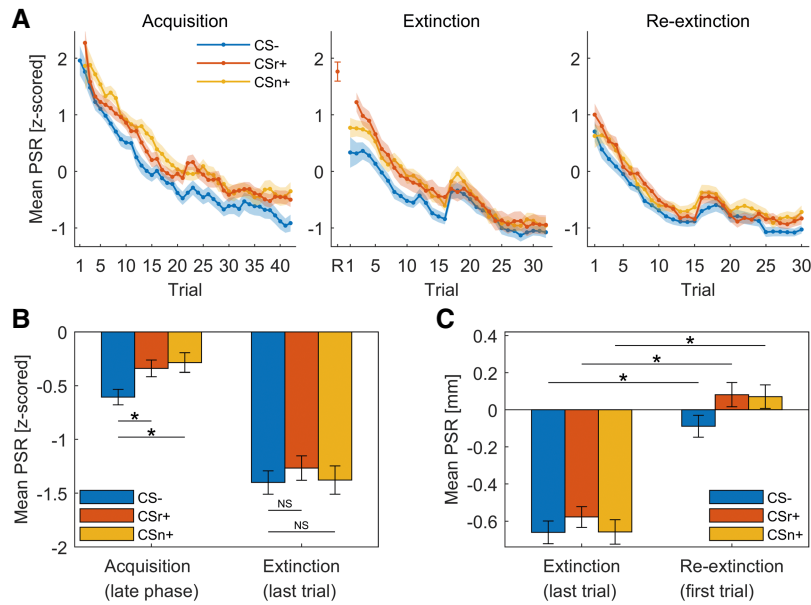 A
Acquisition
Extinction
Re-extinction
CS-
CSr+
CSn+
Mean PSR [z-scored]
2
1
0
-1
2
1
0
-1
2
1
0
-1
1 5 10 15 20 25 30 35 40
R1 5 10 15 20 25 30
1 5 10 15 20 25 30
Trial
Trial
Trial
B
Mean PSR [z-scored]
0
-0.5
-1
-1.5
-2
*
*
NS
NS
CS-
CSr+
CSn+
Acquisition
(late phase)
Extinction
(last trial)
C
Mean PSR [mm]
0.4
0.2
0
-0.2
-0.4
-0.6
*
*
*
CS-
CSr+
CSn+
Extinction
(last trial)
Re-extinction
(first trial)